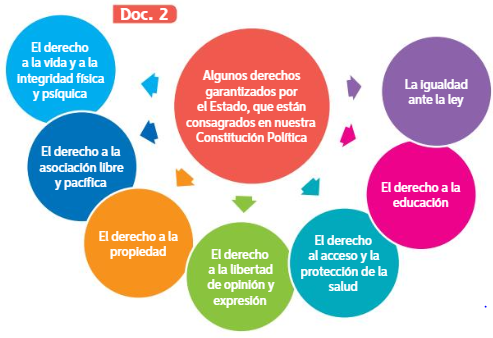 Doc. 2
Algunos derechos
garantizados por
el Estado, que están
consagrados en nuestra
Constitución Política
El derecho
a la vida y a la
integridad física
y psíquica
El derecho a la
asociación libre
y pacífica
El derecho a la
propiedad
El derecho
a la libertad
de opinión y
expresión
El derecho
al acceso y la
protección de la
salud
El derecho a la
educación
La igualdad
ante la ley